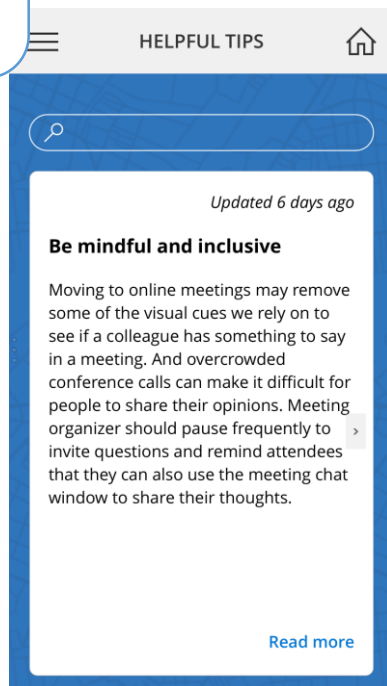 HELPFUL TIPS
Updated 6 days ago
Be mindful and inclusive
Moving to online meetings may remove
some of the visual cues we rely on to
see if a colleague has something to say
in a meeting. And overcrowded
conference calls can make it difficult for
people to share their opinions. Meeting
organizer should pause frequently to
invite questions and remind attendees
that they can also use the meeting chat
window to share their thoughts.
Read more